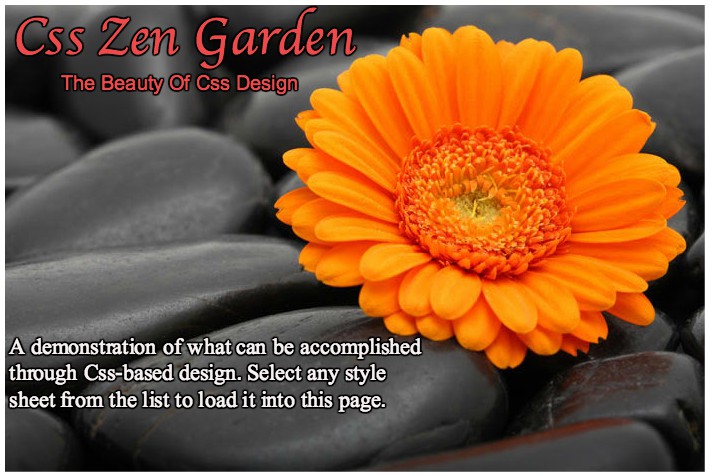 Css Zen Garden
The Beauty Of Css Design
A demonstration of what can be accomplished
through Css-based design. Select any style
sheet from the list to load it into this page.